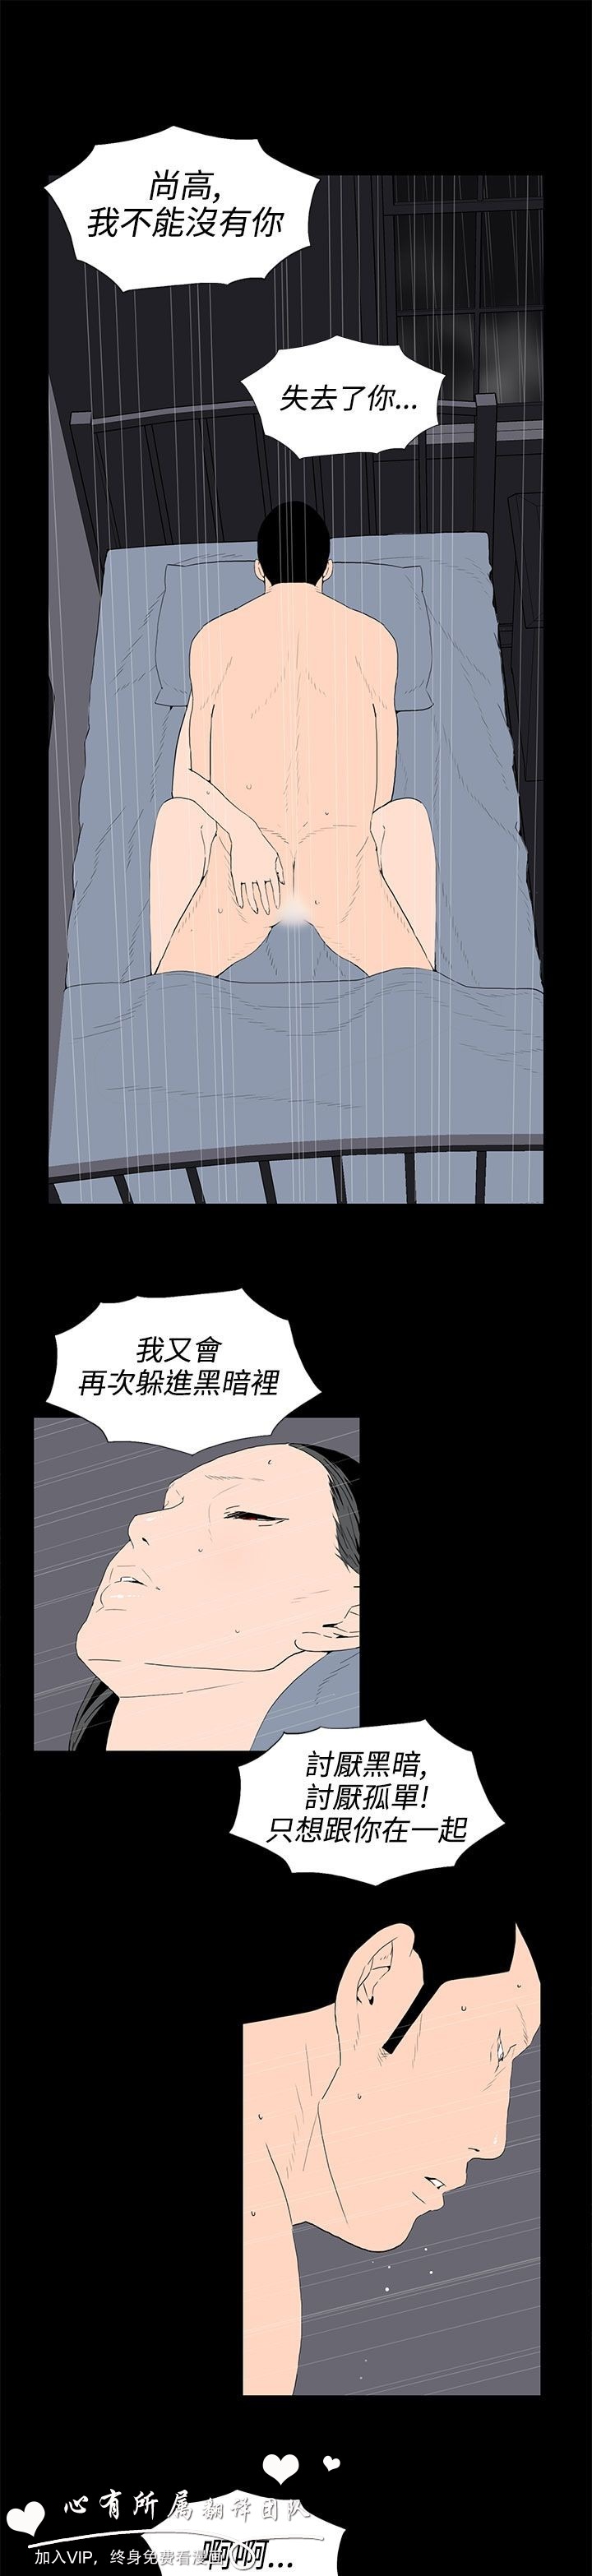 尚高,
我不能沒有你
失去了你...
我又會
再次躲進黑暗裡
討厭黑暗,
討厭孤單!
只想跟你在一起
心有所属翻译团队
加入VIP，终身免费看漫画
啊啊...